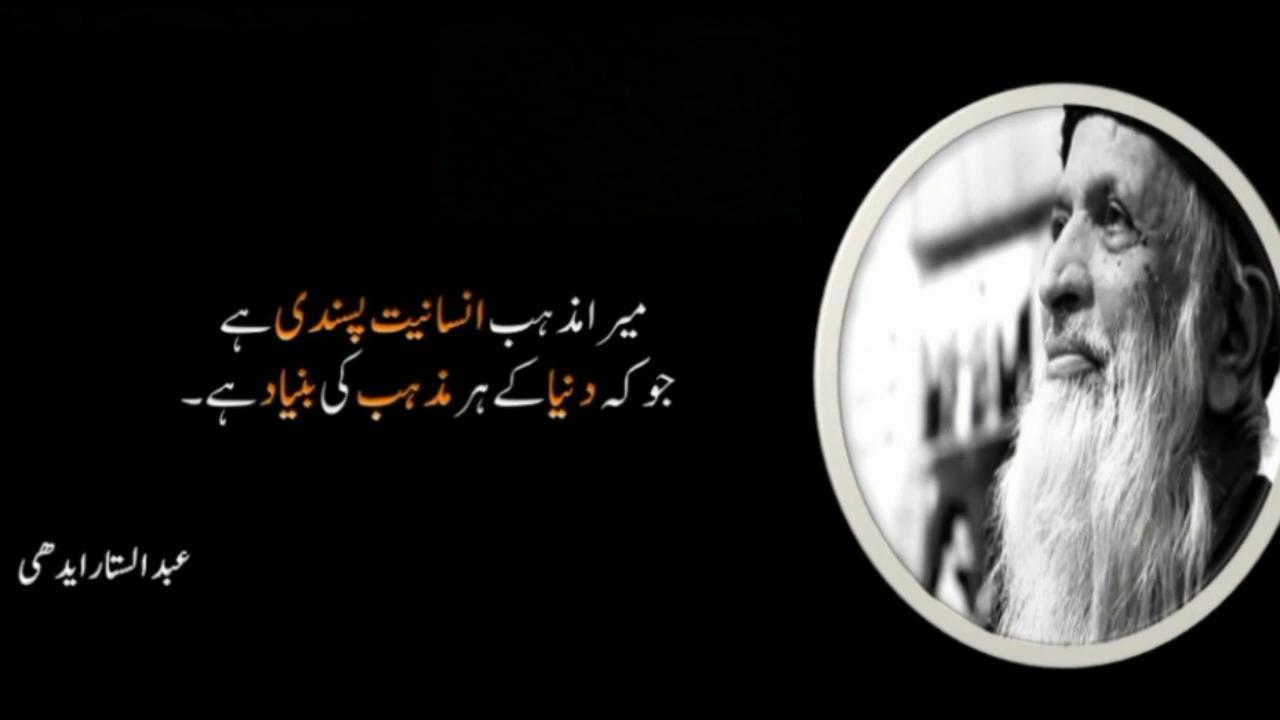 میرا مذہب انسانیت پسندی ہے
جو کہ دنیا کے ہر مذہب کی بنیاد ہے۔
عبدالستار ایدھی